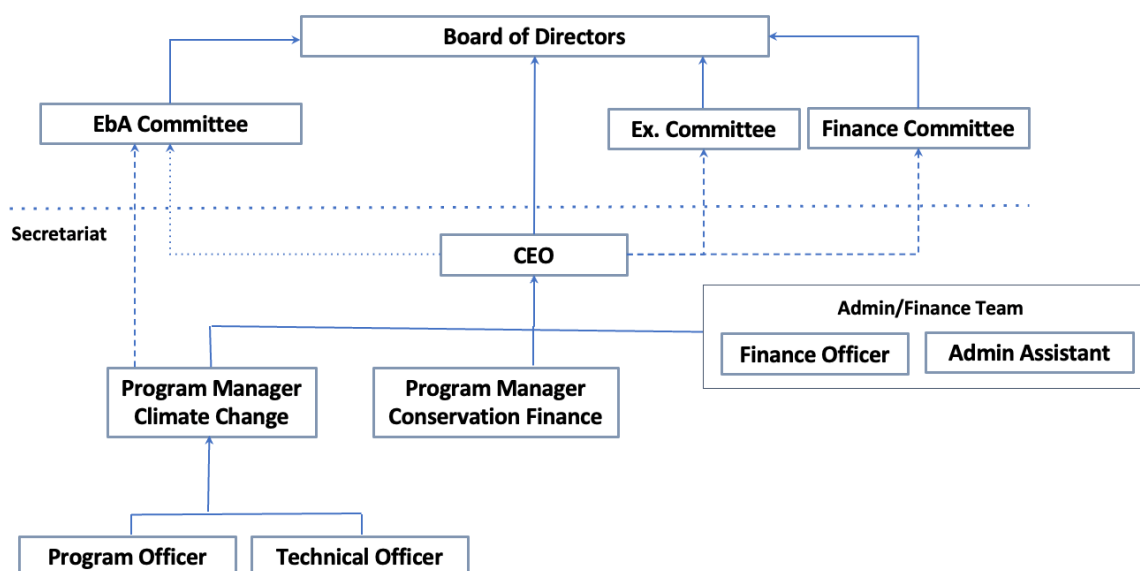 Board of Directors
EbA Committee
Ex. Committee
Finance Committee
Secretariat
CEO
Admin/Finance Team
Finance Officer
Admin Assistant
Program Manager
Climate Change
Program Manager
Conservation Finance
Program Officer
Technical Officer